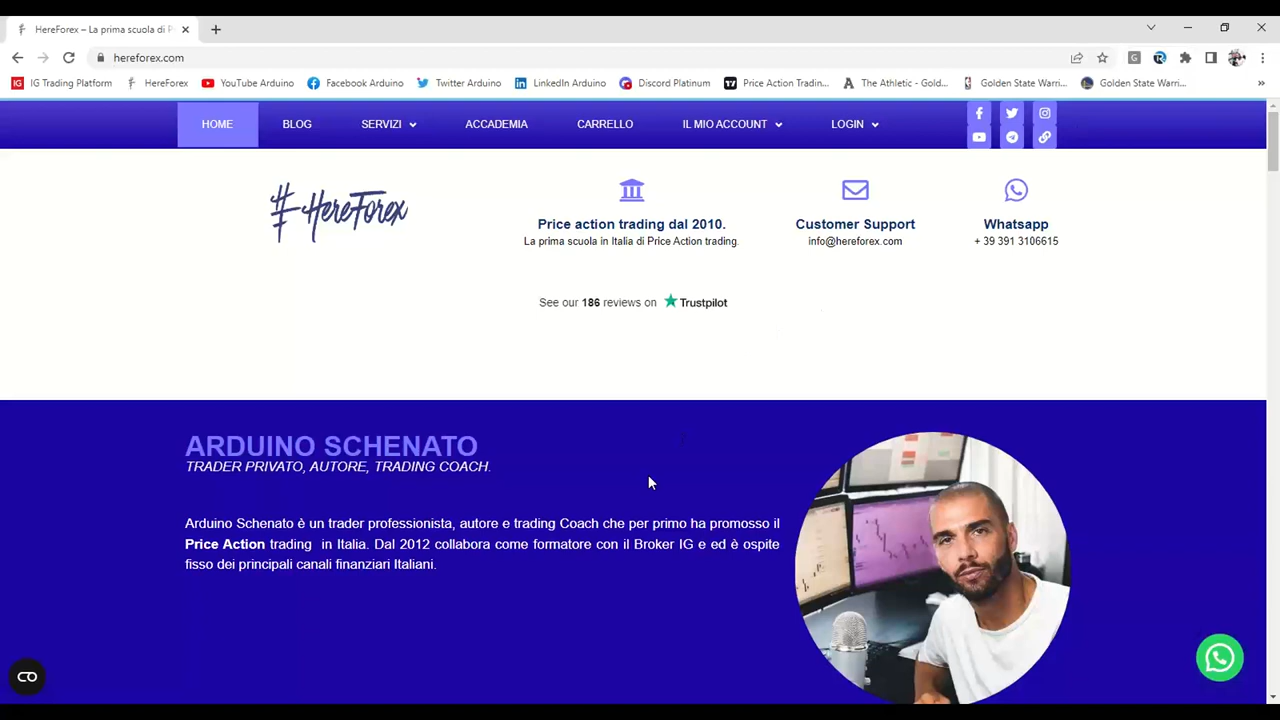 HereForex – La prima scuola di P
hereforex.com
IG Trading Platform
HereForex
YouTube Arduino
Facebook Arduino
Twitter Arduino
LinkedIn Arduino
Discord Platinum
Price Action Tradin...
The Athletic - Gold...
Golden State Warri...
Golden State Warri...
HOME
BLOG
SERVIZI
ACCADEMIA
CARRELLO
IL MIO ACCOUNT
LOGIN
#HereForex
Price action trading dal 2010.
La prima scuola in Italia di Price Action trading.
Customer Support
info@hereforex.com
Whatsapp
+ 39 391 3106615
See our 186 reviews on Trustpilot
ARDUINO SCHENATO
TRADER PRIVATO, AUTORE, TRADING COACH.
Arduino Schenato è un trader professionista, autore e trading Coach che per primo ha promosso il
Price Action trading in Italia. Dal 2012 collabora come formatore con il Broker IG e ed è ospite
fisso dei principali canali finanziari Italiani.